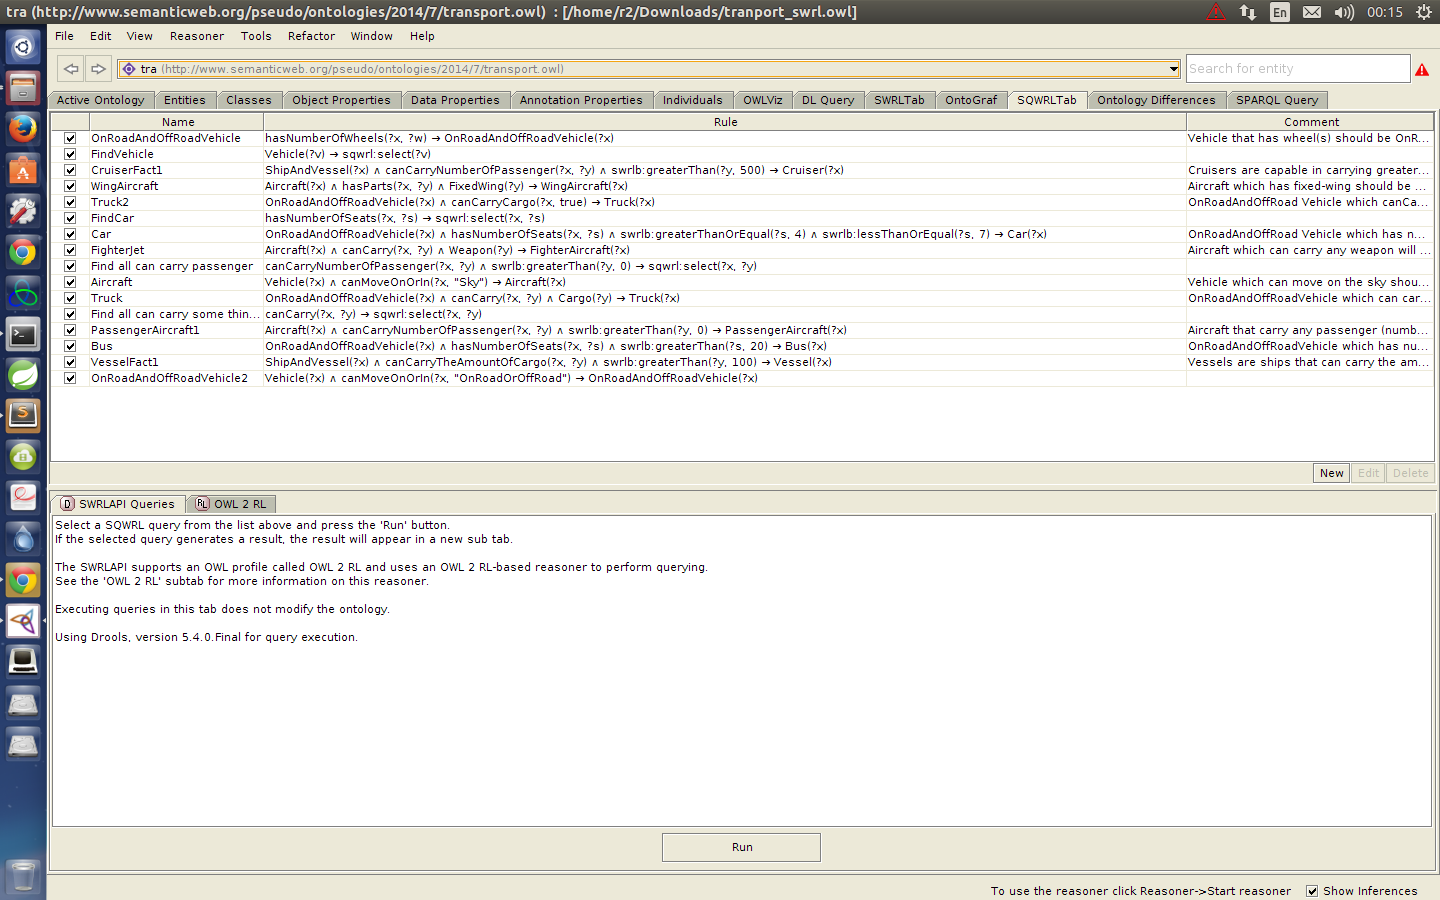 tra (http://www.semanticweb.org/pseudo/ontologies/2014/7/transport.owl) : [/home/r2/Downloads/tranport_swrl.owl]
En
00:15
File Edit View Reasoner Tools Refactor Window Help
tra (http://www.semanticweb.org/pseudo/ontologies/2014/7/transport.owl)
Search for entity
Active Ontology Entities Classes Object Properties Data Properties Annotation Properties Individuals OWLViz DL Query SWRLTab OntoGraf SQWRLTab Ontology Differences SPARQL Query
Name Rule Comment
OnRoadAndOffRoadVehicle hasNumberOfWheels(?x, ?w) → OnRoadAndOffRoadVehicle(?x) Vehicle that has wheel(s) should be OnR...
FindVehicle Vehicle(?v) → sqwrl:select(?v)
CruiserFact1 ShipAndVessel(?x) ∧ canCarryNumberOfPassenger(?x, ?y) ∧ swrlb:greaterThan(?y, 500) → Cruiser(?x) Cruisers are capable in carrying greater...
WingAircraft Aircraft(?x) ∧ hasParts(?x, ?y) ∧ FixedWing(?y) → WingAircraft(?x) Aircraft which has fixed-wing should be ...
Truck2 OnRoadAndOffRoadVehicle(?x) ∧ canCarryCargo(?x, true) → Truck(?x) OnRoadAndOffRoad Vehicle which canCa...
FindCar hasNumberOfSeats(?x, ?s) → sqwrl:select(?x, ?s)
Car OnRoadAndOffRoadVehicle(?x) ∧ hasNumberOfSeats(?x, ?s) ∧ swrlb:greaterThanOrEqual(?s, 4) ∧ swrlb:lessThanOrEqual(?s, 7) → Car(?x) OnRoadAndOffRoad Vehicle which has n...
FighterJet Aircraft(?x) ∧ canCarry(?x, ?y) ∧ Weapon(?y) → FighterAircraft(?x) Aircraft which can carry any weapon will ...
Find all can carry passenger canCarryNumberOfPassenger(?x, ?y) ∧ swrlb:greaterThan(?y, 0) → sqwrl:select(?x, ?y)
Aircraft Vehicle(?x) ∧ canMoveOnOrIn(?x, "Sky") → Aircraft(?x) Vehicle which can move on the sky shou...
Truck OnRoadAndOffRoadVehicle(?x) ∧ canCarry(?x, ?y) ∧ Cargo(?y) → Truck(?x) OnRoadAndOffRoadVehicle which can car...
Find all can carry some thin... canCarry(?x, ?y) → sqwrl:select(?x, ?y)
PassengerAircraft1 Aircraft(?x) ∧ canCarryNumberOfPassenger(?x, ?y) ∧ swrlb:greaterThan(?y, 0) → PassengerAircraft(?x) Aircraft that carry any passenger (numb...
Bus OnRoadAndOffRoadVehicle(?x) ∧ hasNumberOfSeats(?x, ?s) ∧ swrlb:greaterThan(?s, 20) → Bus(?x) OnRoadAndOffRoadVehicle which has nu...
VesselFact1 ShipAndVessel(?x) ∧ canCarryTheAmountOfCargo(?x, ?y) ∧ swrlb:greaterThan(?y, 100) → Vessel(?x) Vessels are ships that can carry the am...
OnRoadAndOffRoadVehicle2 Vehicle(?x) ∧ canMoveOnOrIn(?x, "OnRoadOrOffRoad") → OnRoadAndOffRoadVehicle(?x)
New Edit Delete
D SWRLAPI Queries RL OWL 2 RL
Select a SQWRL query from the list above and press the 'Run' button.
If the selected query generates a result, the result will appear in a new sub tab.
The SWRLAPI supports an OWL profile called OWL 2 RL and uses an OWL 2 RL-based reasoner to perform querying.
See the 'OWL 2 RL' subtab for more information on this reasoner.
Executing queries in this tab does not modify the ontology.
Using Drools, version 5.4.0.Final for query execution.
Run
To use the reasoner click Reasoner->Start reasoner Show Inferences